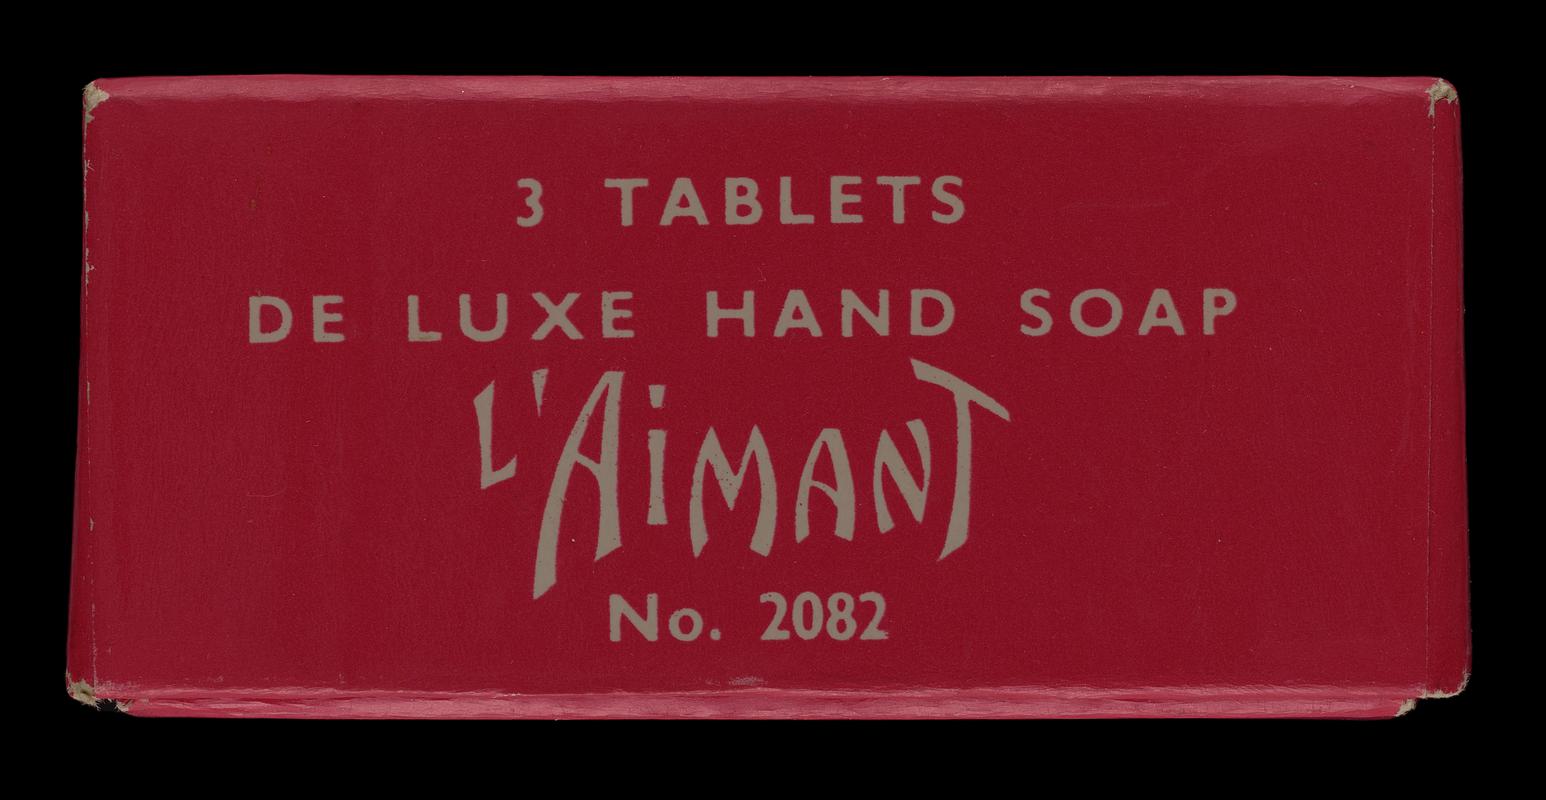 3 TABLETS
DE LUXE HAND SOAP
L'AiMANT
No. 2082